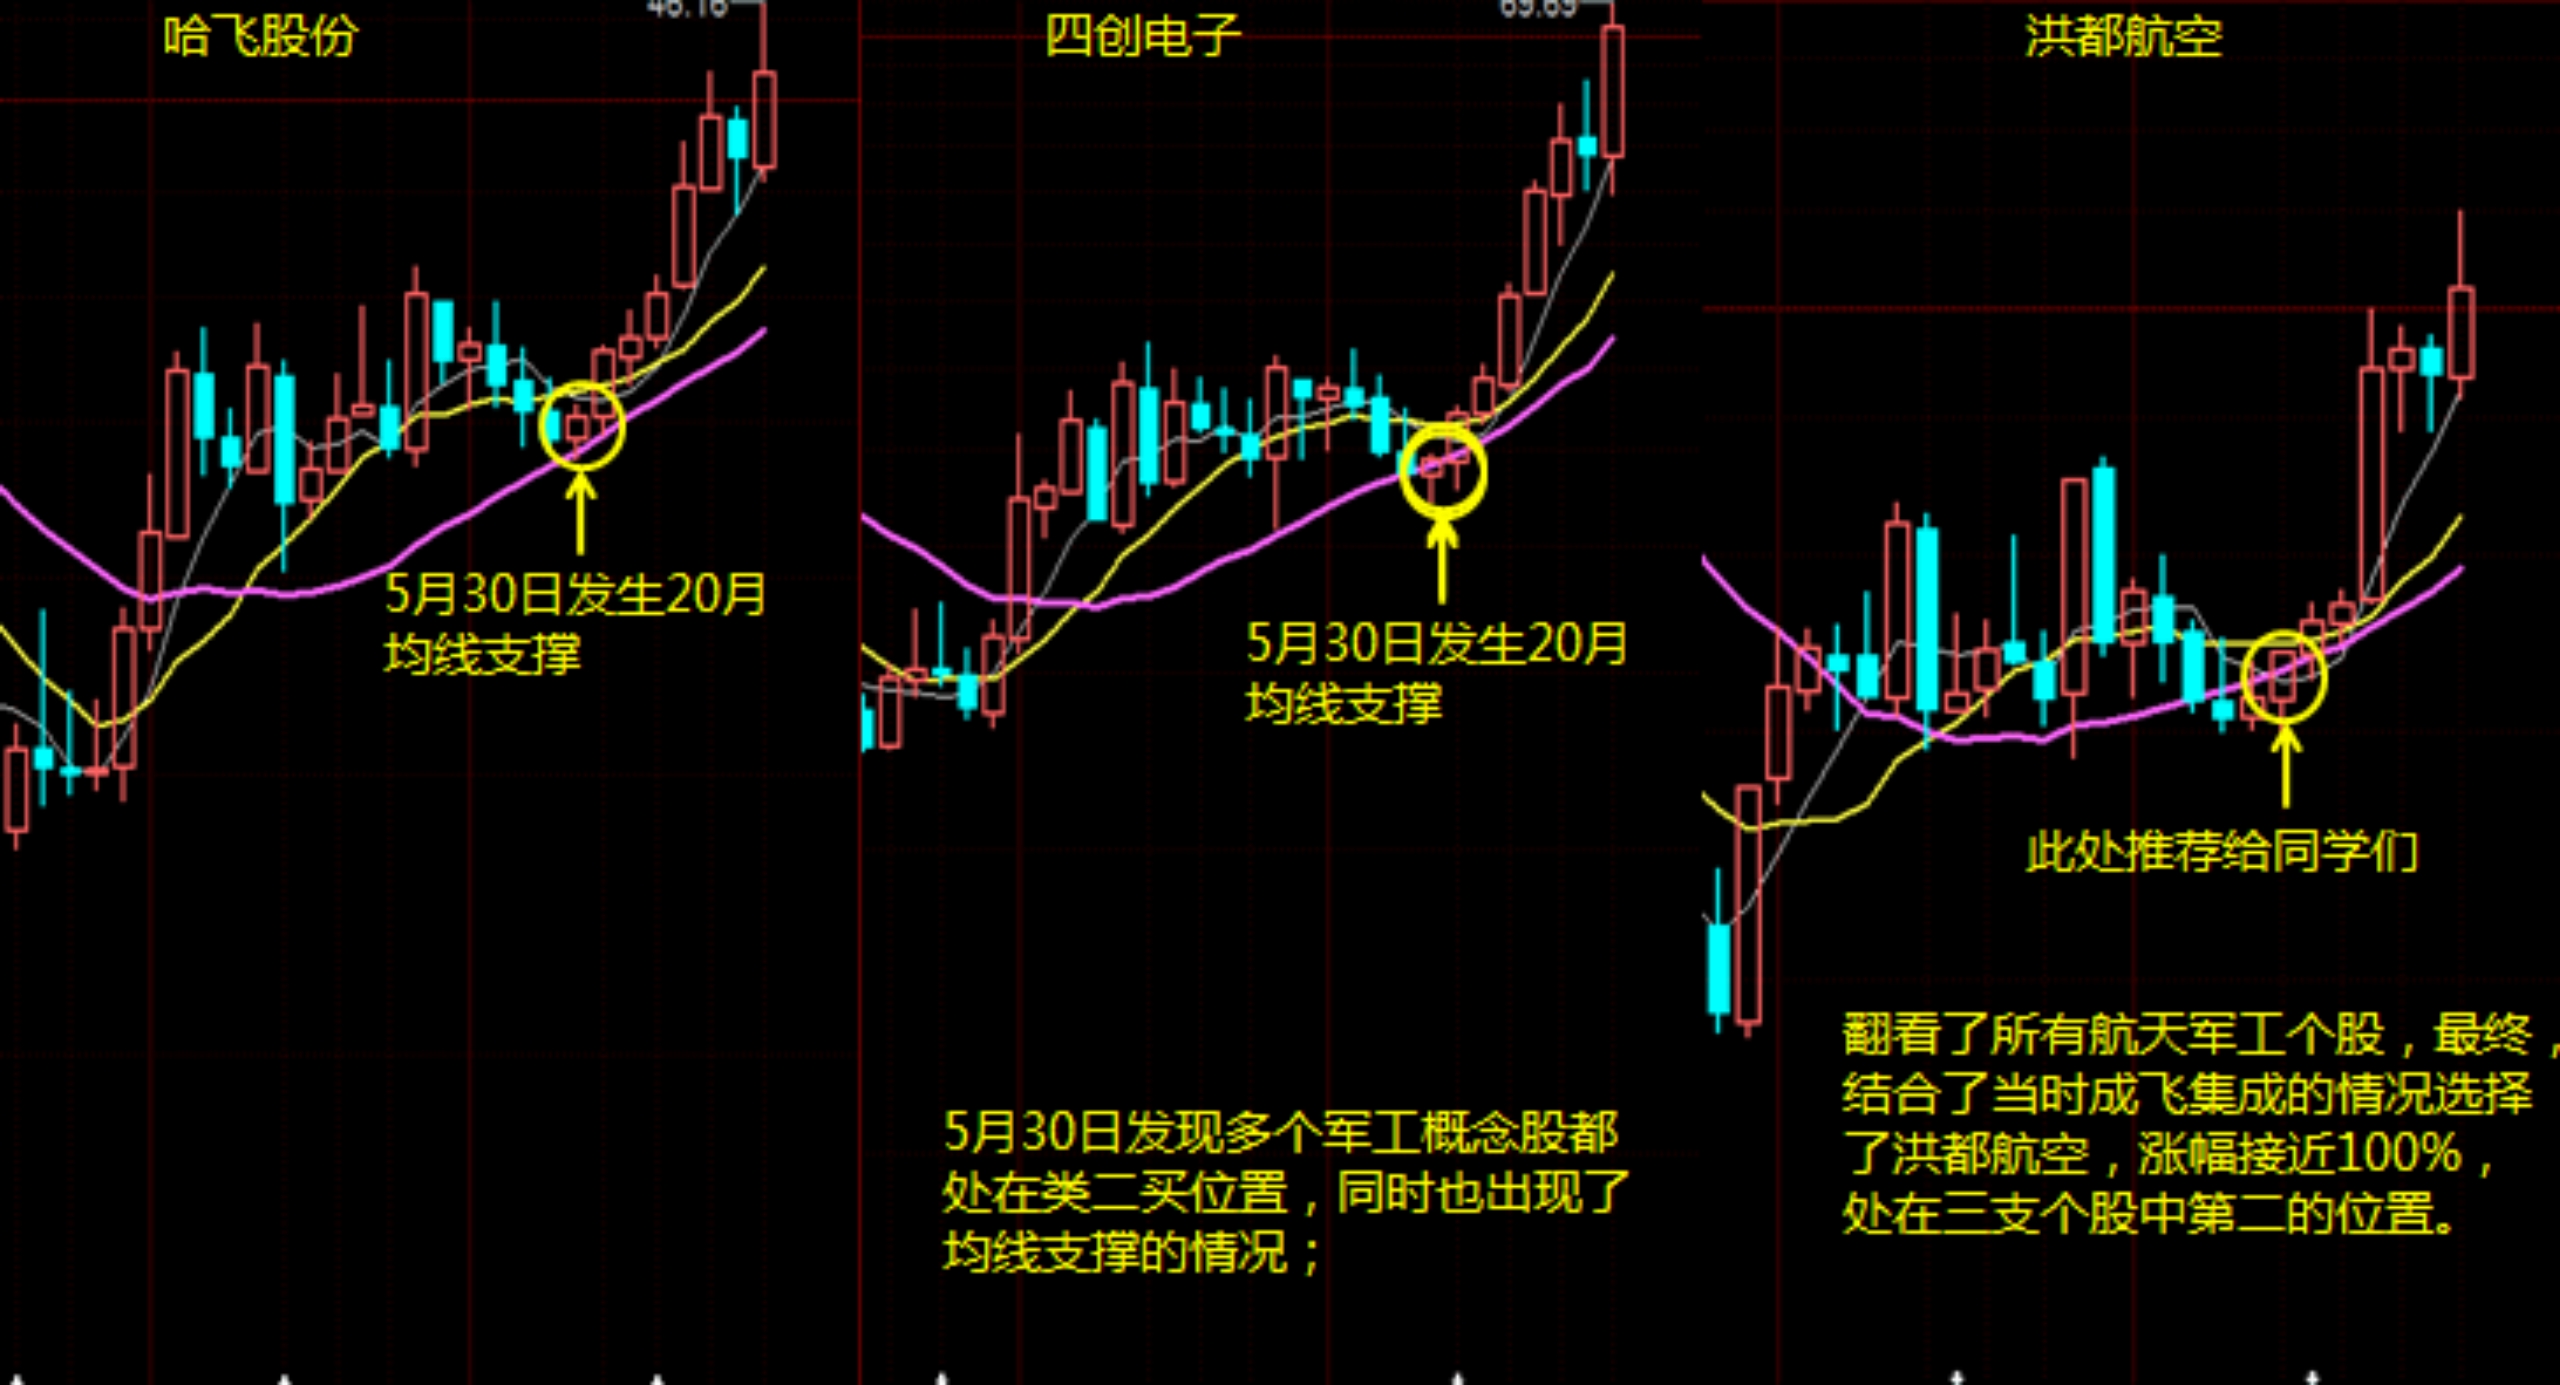 哈飞股份
46.16
5月30日发生20月
均线支撑
四创电子
69.69
5月30日发生20月
均线支撑
5月30日发现多个军工概念股都
处在类二买位置，同时也出现了
均线支撑的情况；
洪都航空
此处推荐给同学们
翻看了所有航天军工个股，最终，
结合了当时成飞集成的情况选择
了洪都航空，涨幅接近100%，
处在三支个股中第二的位置。